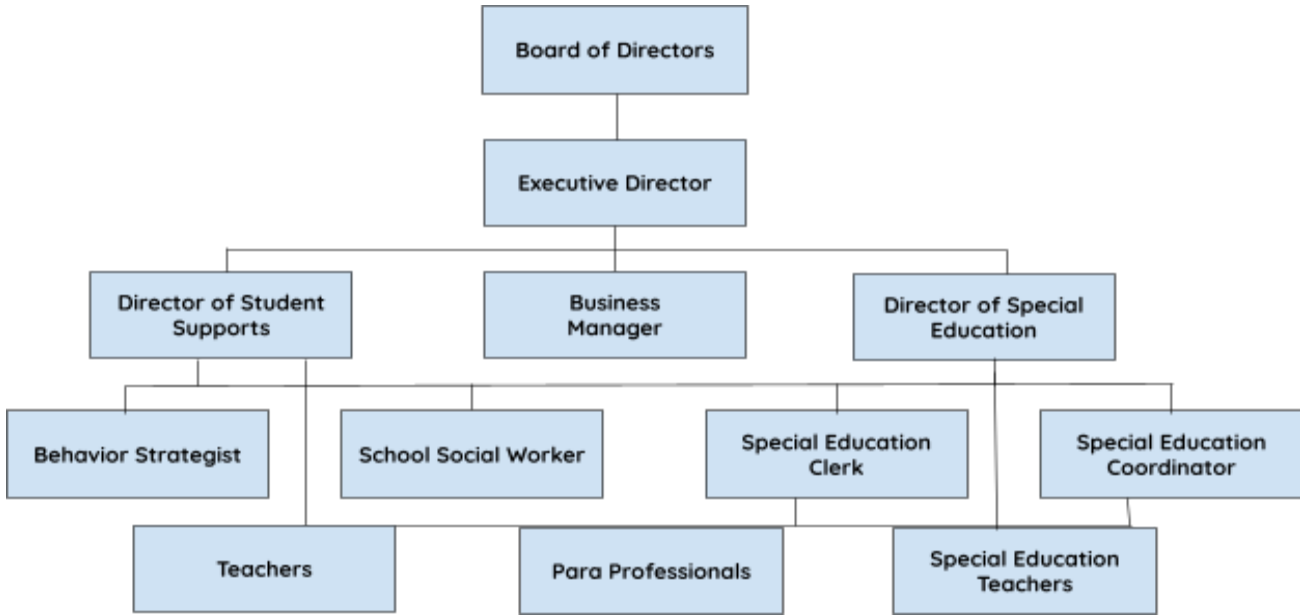 Board of Directors
Executive Director
Director of Student
Supports
Business
Manager
Director of Special
Education
Behavior Strategist
School Social Worker
Special Education
Clerk
Special Education
Coordinator
Teachers
Para Professionals
Special Education
Teachers